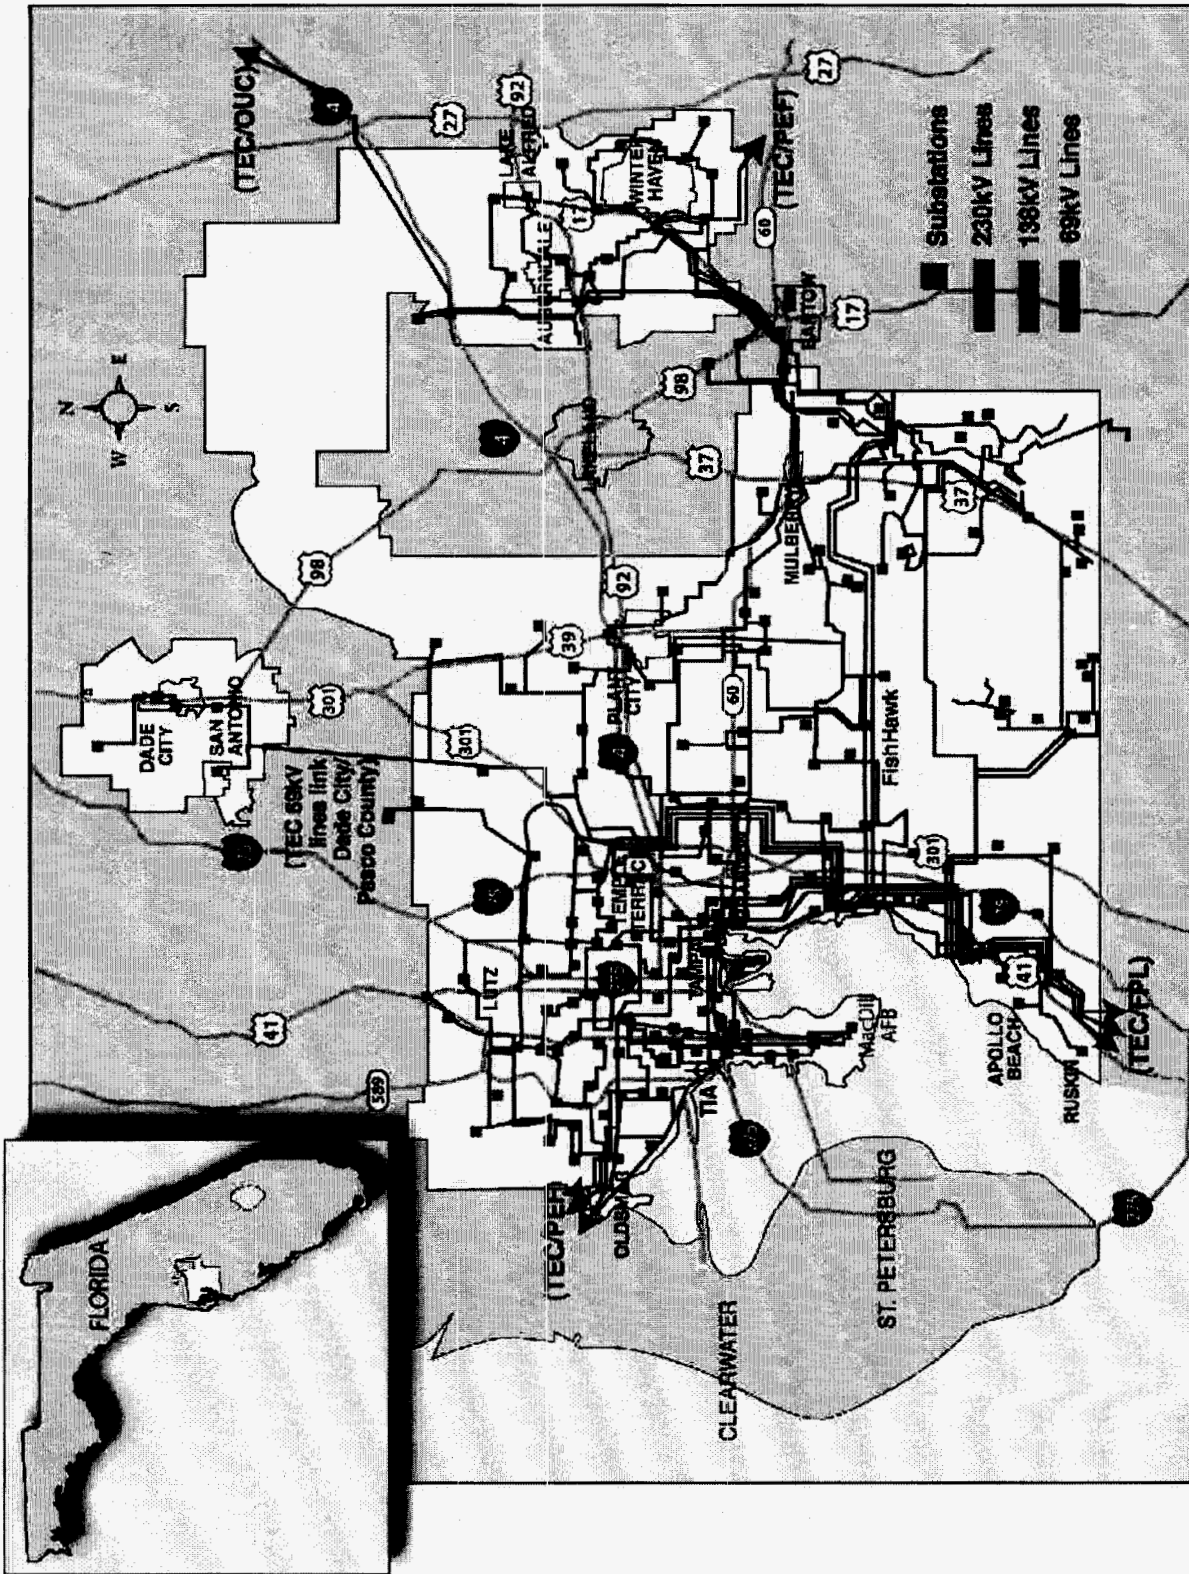 FLORIDA
N
W
E
S
DADE
CITY
SAN
ANTONIO
(TEC 69kV
lines link
Dade City/
Pasco County)
(TEC/OUC)
4
27
92
LAKE
ALFRED
AUBURNDALE
17
WINTER
HAVEN
27
(TEC/PEF)
60
BARTOW
17
98
98
4
LAKELAND
37
92
39
301
301
41
589
LUTZ
TEMPLE
TERRACE
PLANT
CITY
60
MULBERRY
37
FishHawk
301
TAMPA
TIA
MacDill
AFB
41
APOLLO
BEACH
RUSKIN
(TEC/FPL)
(TEC/PEF)
OLDSMAR
CLEARWATER
ST. PETERSBURG
Substations
230kV Lines
138kV Lines
69kV Lines